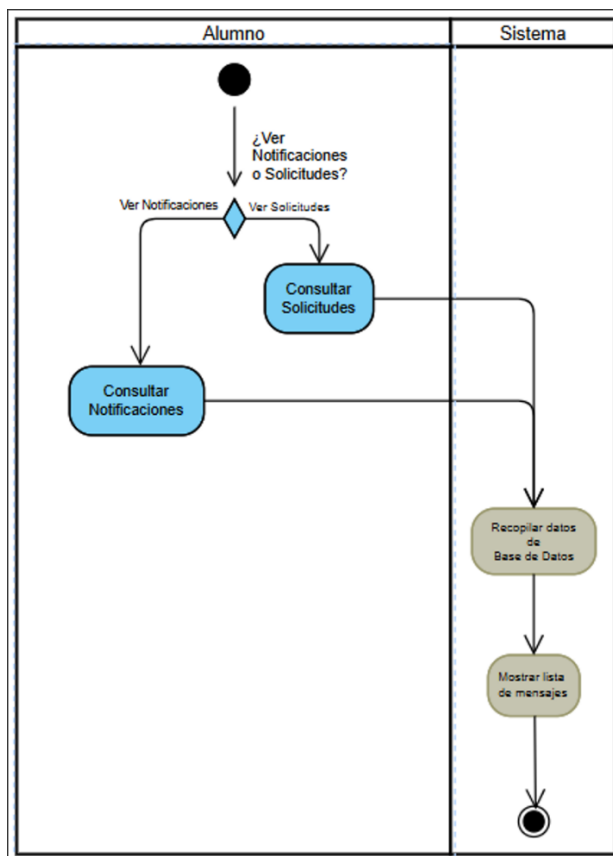 Alumno
Sistema
¿Ver
Notificaciones
o Solicitudes?
Ver Notificaciones
Ver Solicitudes
Consultar
Solicitudes
Consultar
Notificaciones
Recopilar datos
de
Base de Datos
Mostrar lista
de mensajes